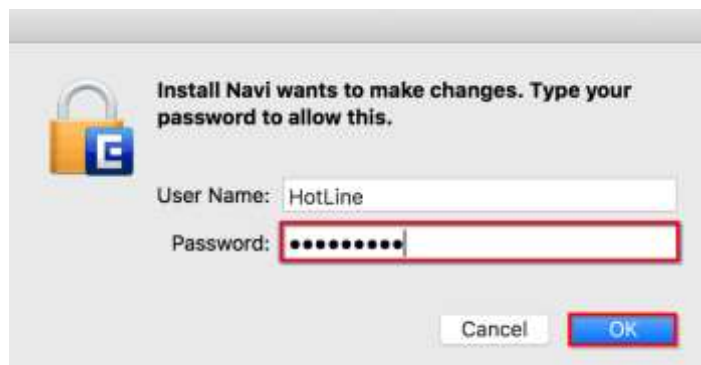 Install Navi wants to make changes. Type your
password to allow this.
User Name: HotLine
Password: •••••••••
Cancel OK